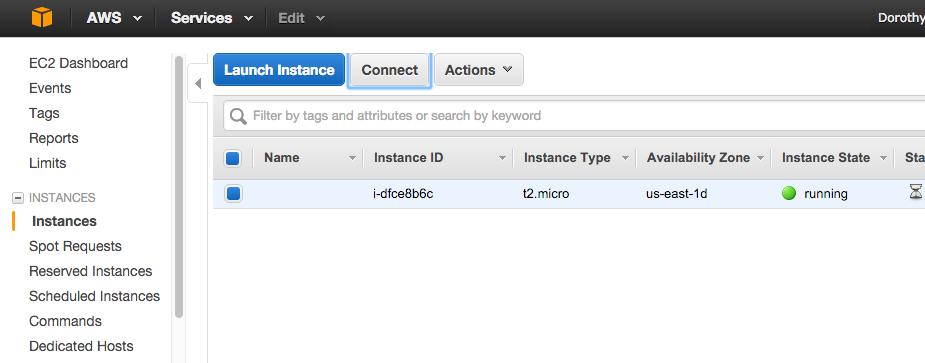 AWS Services Edit Dorothy
EC2 Dashboard
Events
Tags
Reports
Limits
INSTANCES
Instances
Spot Requests
Reserved Instances
Scheduled Instances
Commands
Dedicated Hosts
Launch Instance Connect Actions
Filter by tags and attributes or search by keyword
Name Instance ID Instance Type Availability Zone Instance State Sta
i-dfce8b6c t2.micro us-east-1d running